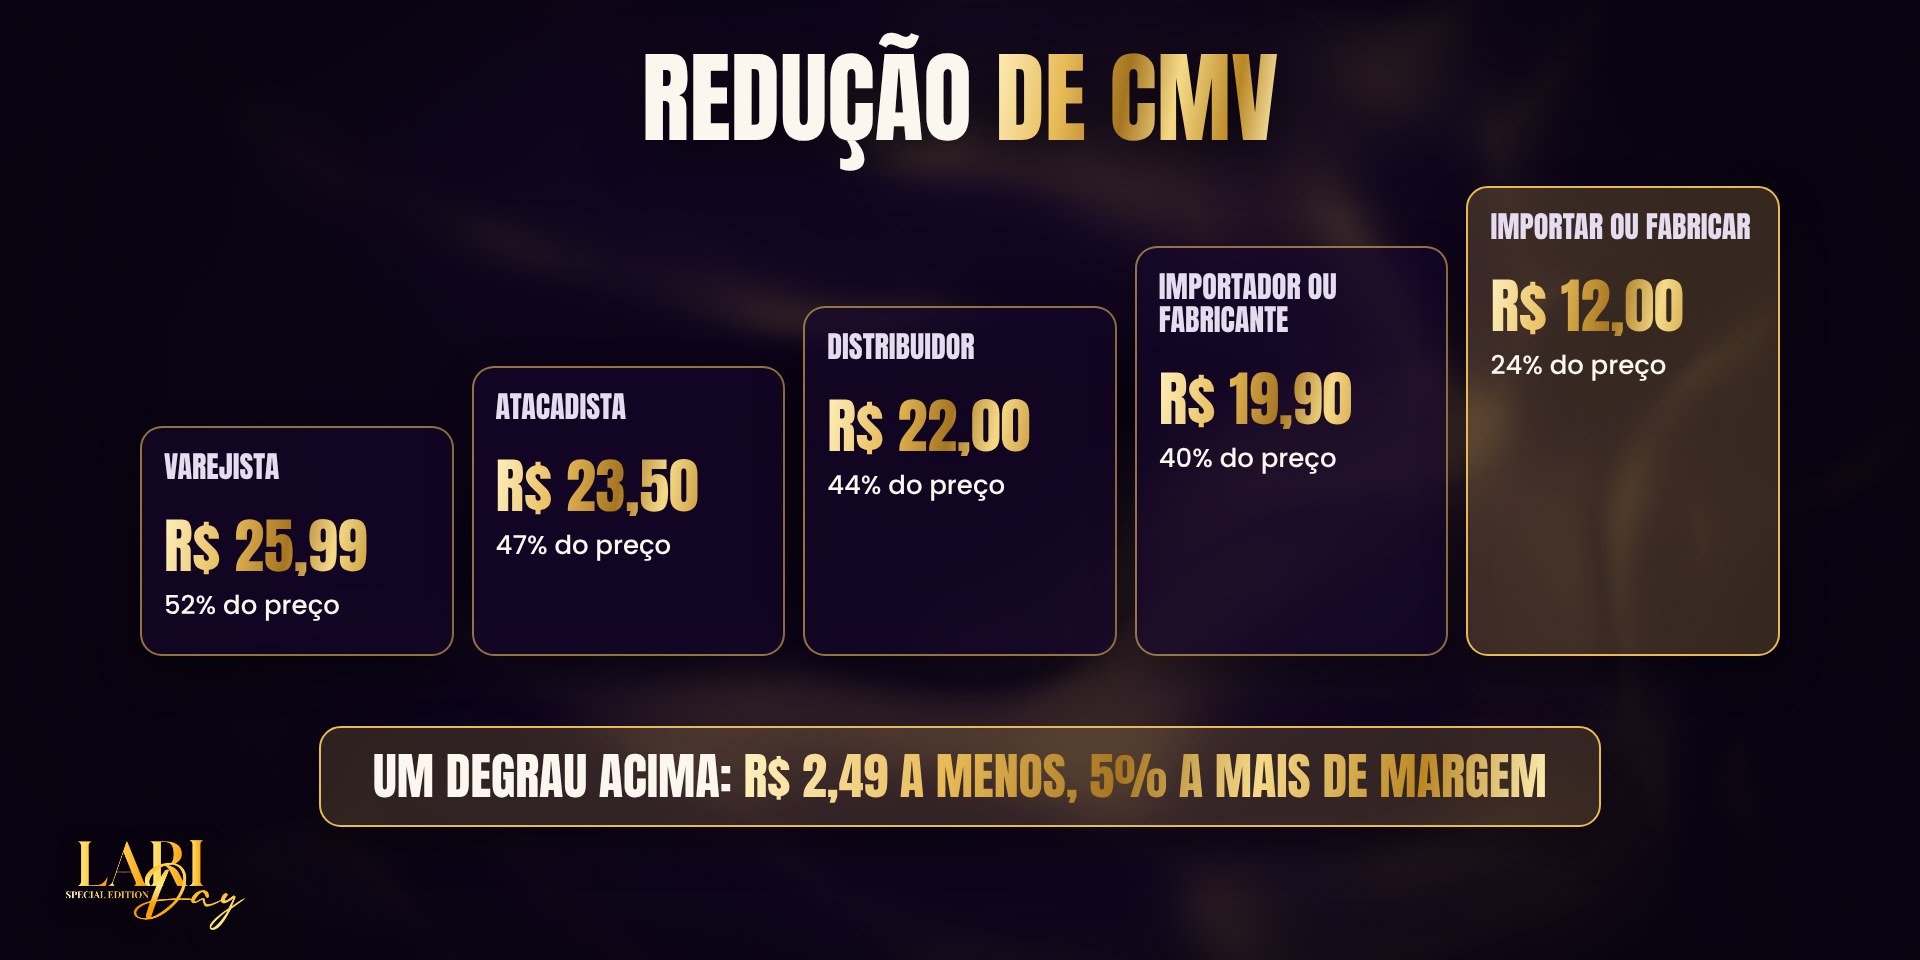 REDUÇÃO DE CMV
VAREJISTA
R$ 25,99
52% do preço
ATACADISTA
R$ 23,50
47% do preço
DISTRIBUIDOR
R$ 22,00
44% do preço
IMPORTADOR OU
FABRICANTE
R$ 19,90
40% do preço
IMPORTAR OU FABRICAR
R$ 12,00
24% do preço
UM DEGRAU ACIMA: R$ 2,49 A MENOS, 5% A MAIS DE MARGEM
LABI
SPECIAL EDITION Day